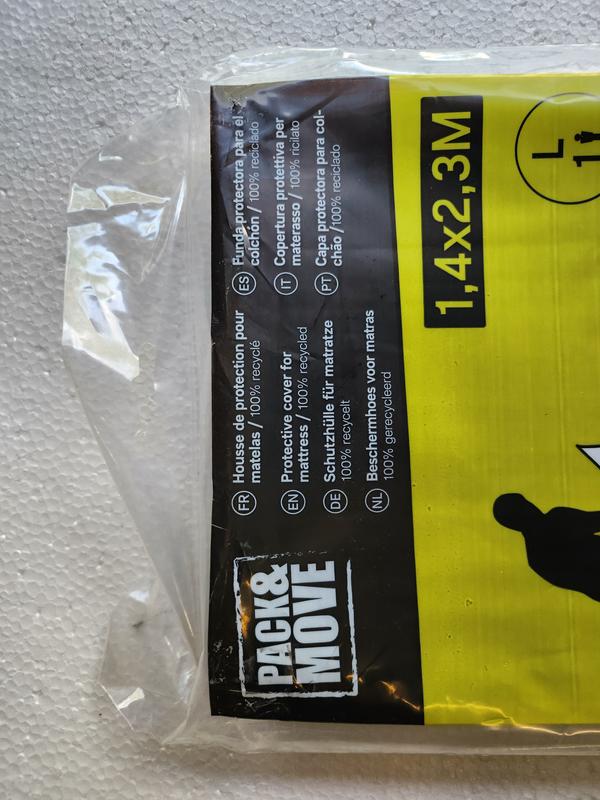 PACK&
MOVE
FR Housse de protection pour
matelas / 100% recyclé
EN Protective cover for
mattress / 100% recycled
DE Schutzhülle für matratze
100% recycelt
NL Beschermhoes voor matras
100% gerecycleerd
ES Funda protectora para el
colchón / 100% reciclado
IT Copertura protettiva per
materasso / 100% ricilato
PT Capa protectora para col-
chão /100% reciclado
1,4x2,3M
L
1